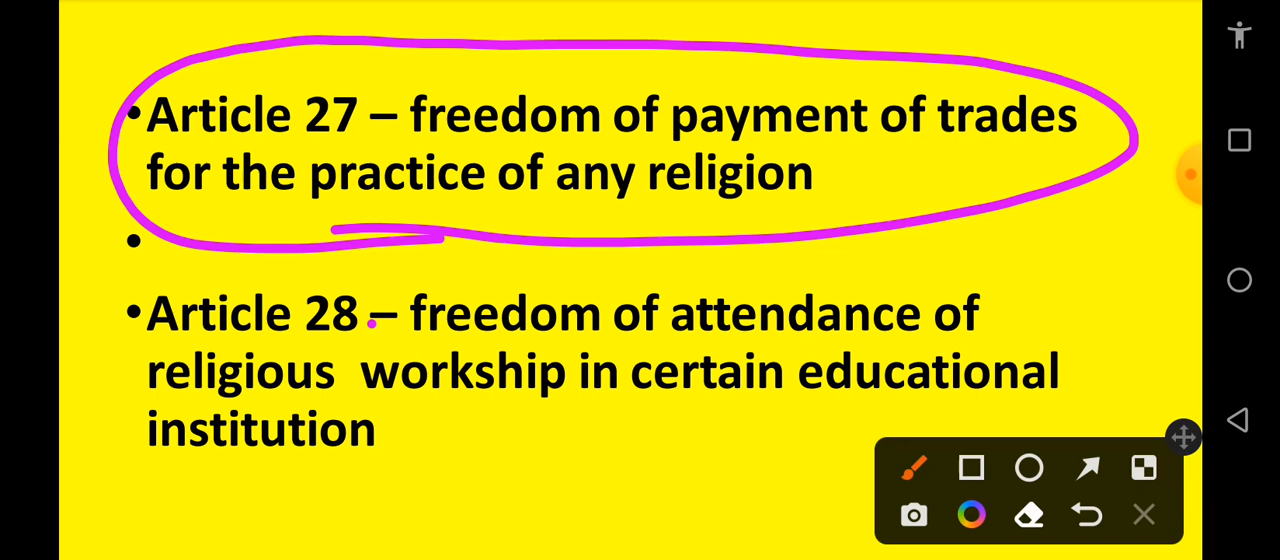 • Article 27 – freedom of payment of trades
for the practice of any religion
•
• Article 28 – freedom of attendance of
religious workship in certain educational
institution